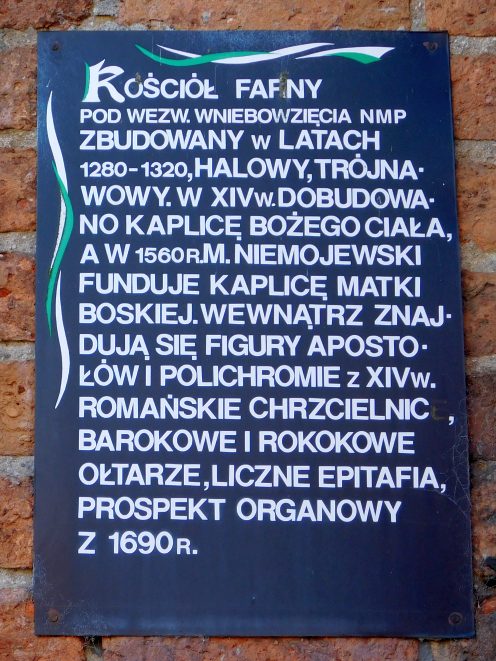 KOŚCIÓŁ FARNY
POD WEZW. WNIEBOWZIĘCIA NMP
ZBUDOWANY W LATACH
1280-1320, HALOWY, TRÓJNA-
WOWY. W XIV W. DOBUDOWA-
NO KAPLICĘ BOŻEGO CIAŁA,
A W 1560 R. M. NIEMOJEWSKI
FUNDUJE KAPLICĘ MATKI
BOSKIEJ. WEWNĄTRZ ZNAJ-
DUJĄ SIĘ FIGURY APOSTO-
ŁÓW I POLICHROMIE Z XIV W.
ROMAŃSKIE CHRZCIELNICE,
BAROKOWE I ROKOKOWE
OŁTARZE, LICZNE EPITAFIA,
PROSPEKT ORGANOWY
Z 1690 R.